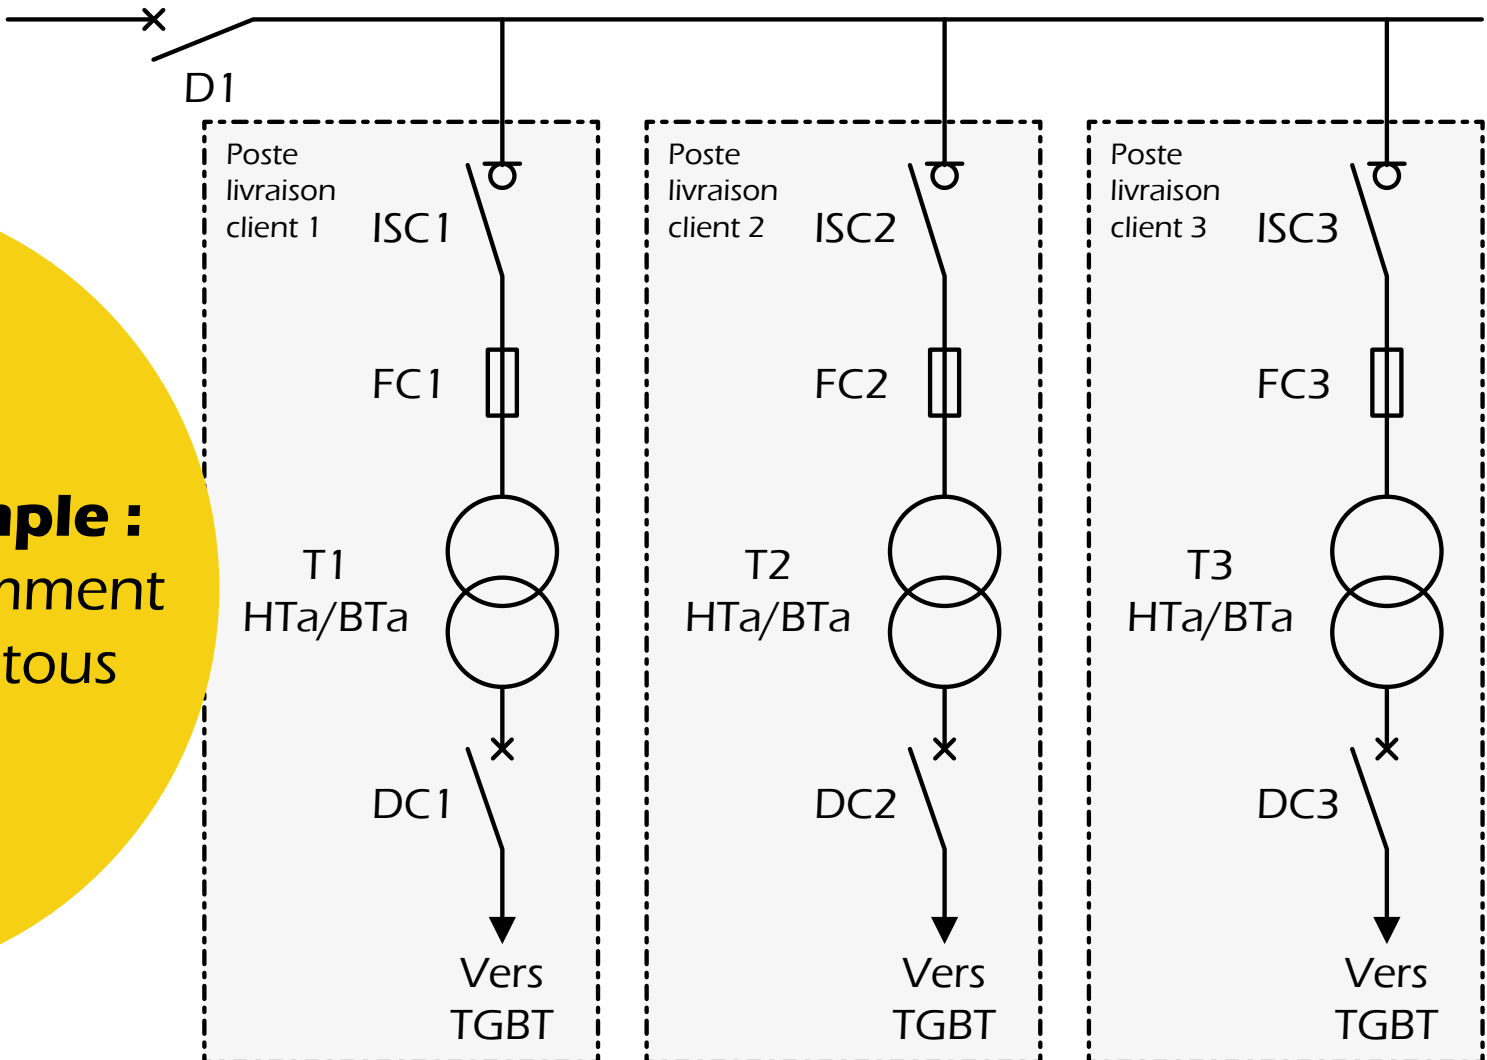 D1
Poste
livraison
client 1
ISC1
FC1
T1
HTa/BTa
DC1
Vers
TGBT
Poste
livraison
client 2
ISC2
FC2
T2
HTa/BTa
DC2
Vers
TGBT
Poste
livraison
client 3
ISC3
FC3
T3
HTa/BTa
DC3
Vers
TGBT
:
tous